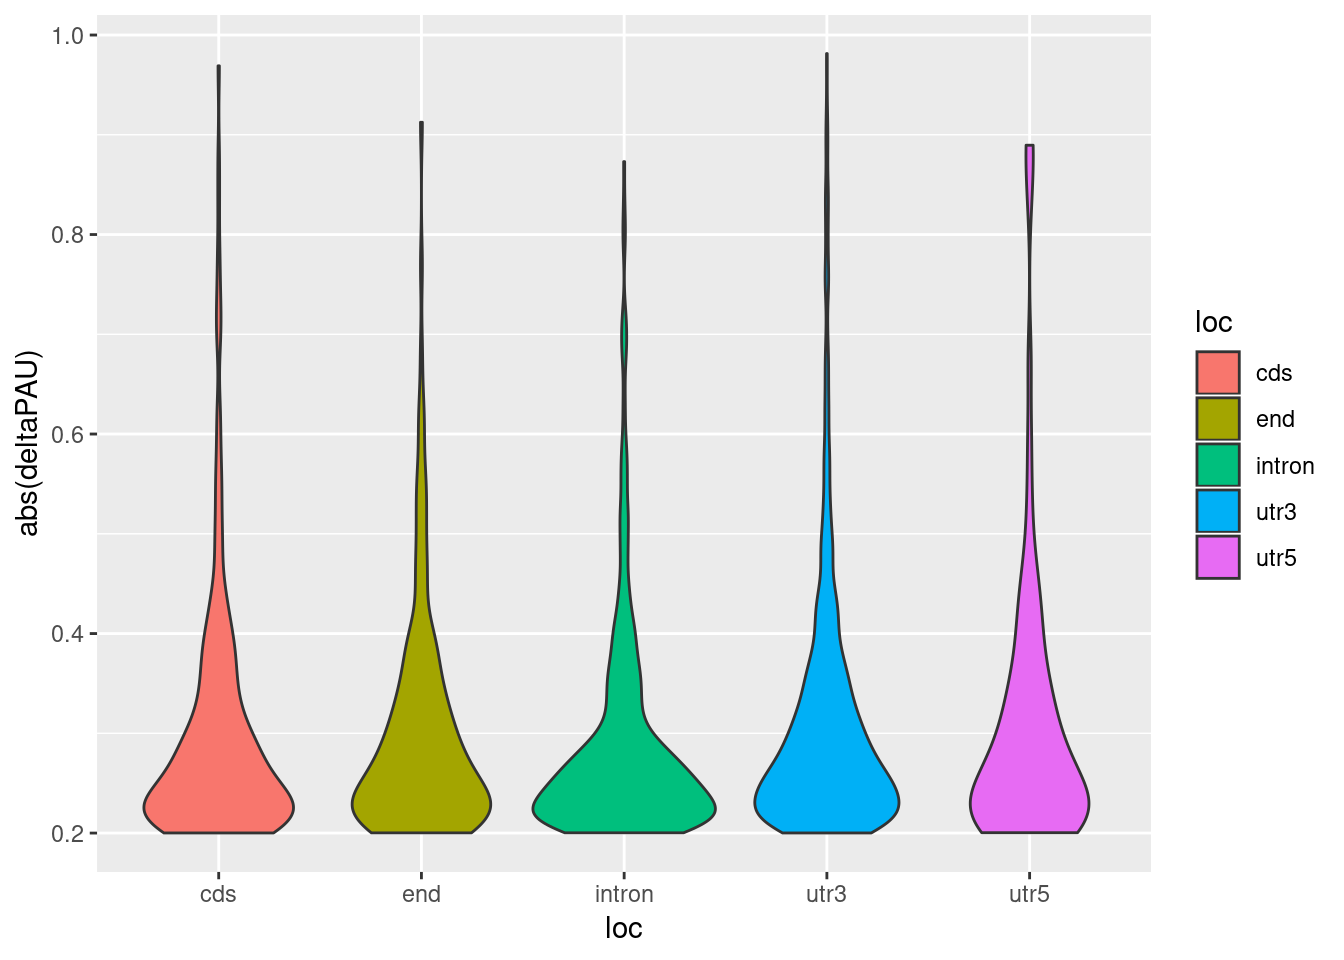 1.0
0.8
0.6
0.4
0.2
abs(deltaPAU)
cds
end
intron
utr3
utr5
loc
loc
cds
end
intron
utr3
utr5